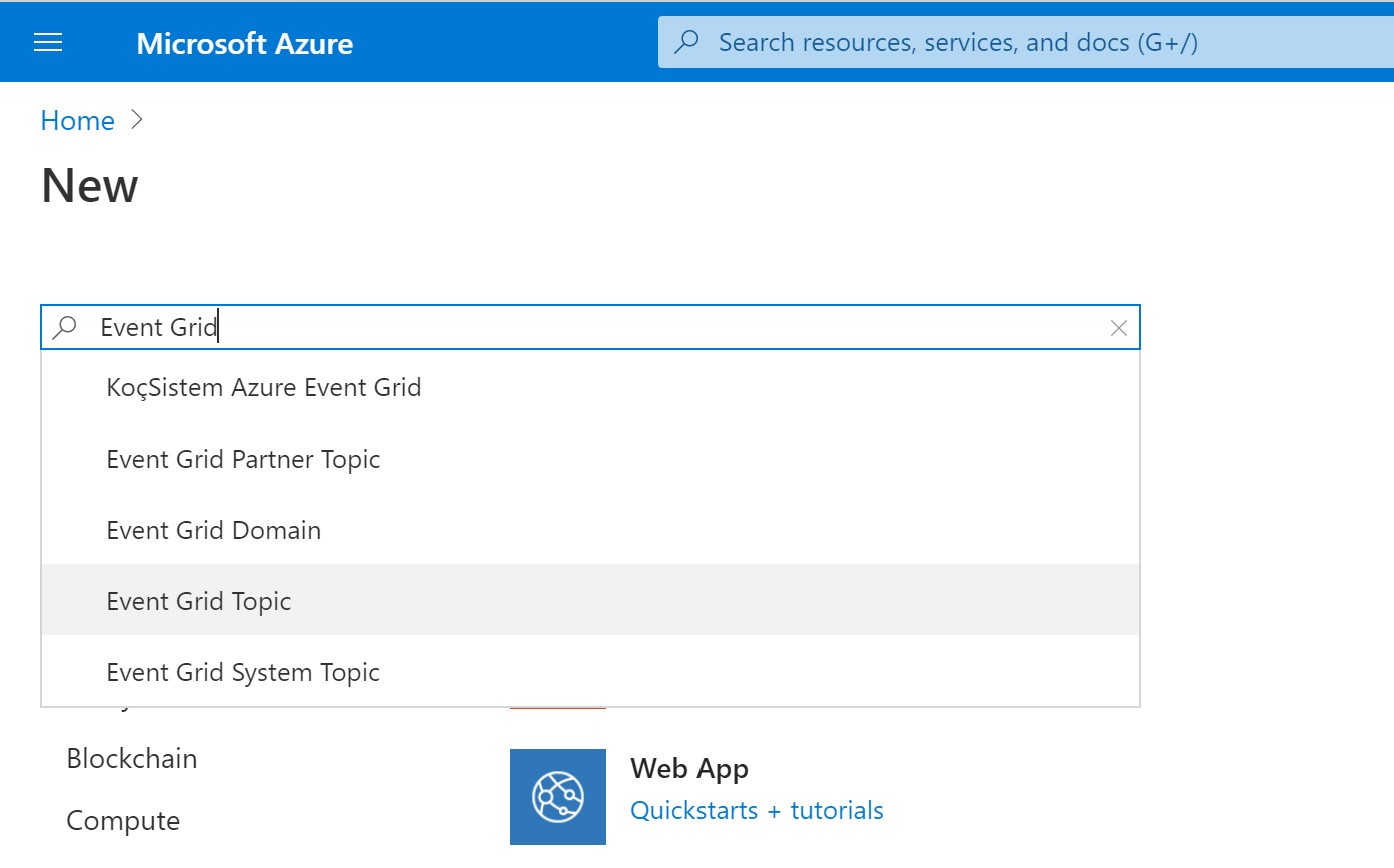 Microsoft Azure
Search resources, services, and docs (G+/)
Home
New
Event Grid
KoçSistem Azure Event Grid
Event Grid Partner Topic
Event Grid Domain
Event Grid Topic
Event Grid System Topic
Blockchain
Web App
Quickstarts + tutorials
Compute